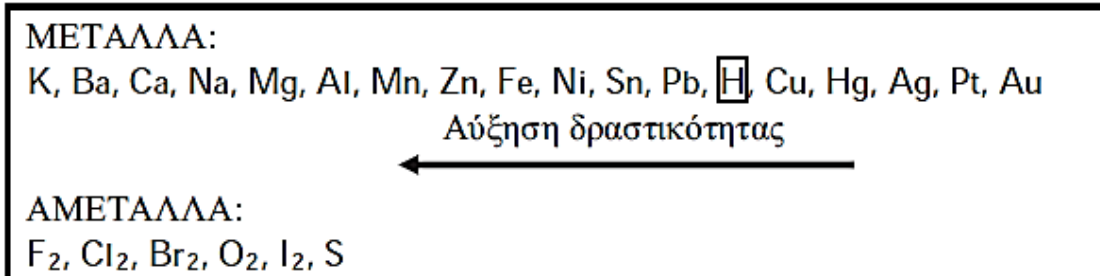 ΜΕΤΑΛΛΑ:
K, Ba, Ca, Na, Mg, Al, Mn, Zn, Fe, Ni, Sn, Pb, H, Cu, Hg, Ag, Pt, Au
Αύξηση δραστικότητας
ΑΜΕΤΑΛΛΑ:
F₂, Cl₂, Br₂, O₂, I₂, S